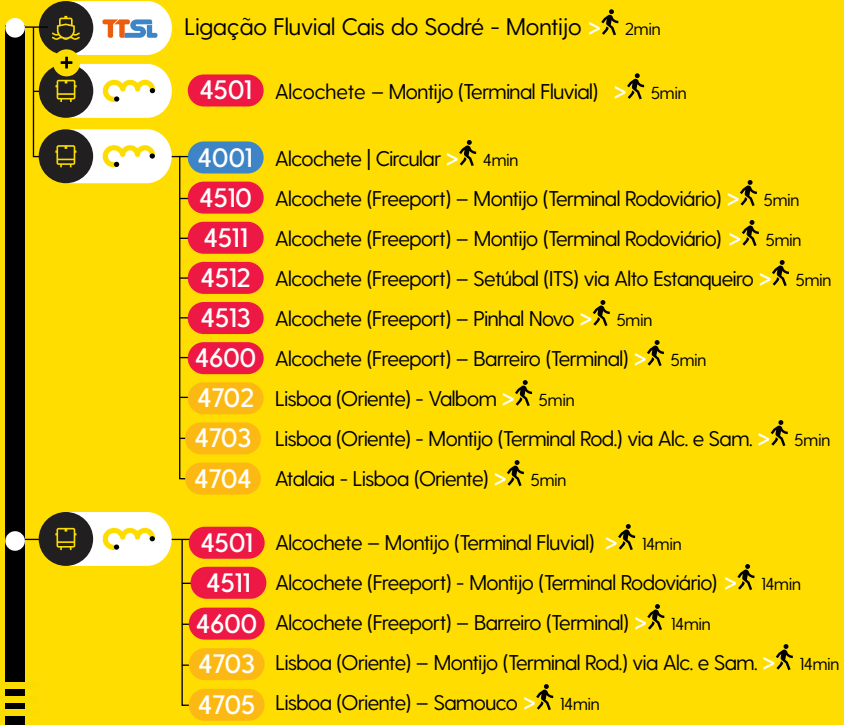 TTSL Ligação Fluvial Cais do Sodré - Montijo > 2min
+
4501 Alcochete – Montijo (Terminal Fluvial) > 5min
4001 Alcochete | Circular > 4min
4510 Alcochete (Freeport) – Montijo (Terminal Rodoviário) > 5min
4511 Alcochete (Freeport) – Montijo (Terminal Rodoviário) > 5min
4512 Alcochete (Freeport) – Setúbal (ITS) via Alto Estanqueiro > 5min
4513 Alcochete (Freeport) – Pinhal Novo > 5min
4600 Alcochete (Freeport) – Barreiro (Terminal) > 5min
4702 Lisboa (Oriente) - Valbom > 5min
4703 Lisboa (Oriente) - Montijo (Terminal Rod.) via Alc. e Sam. > 5min
4704 Atalaia - Lisboa (Oriente) > 5min
4501 Alcochete – Montijo (Terminal Fluvial) > 14min
4511 Alcochete (Freeport) - Montijo (Terminal Rodoviário) > 14min
4600 Alcochete (Freeport) – Barreiro (Terminal) > 14min
4703 Lisboa (Oriente) – Montijo (Terminal Rod.) via Alc. e Sam. > 14min
4705 Lisboa (Oriente) – Samouco > 14min